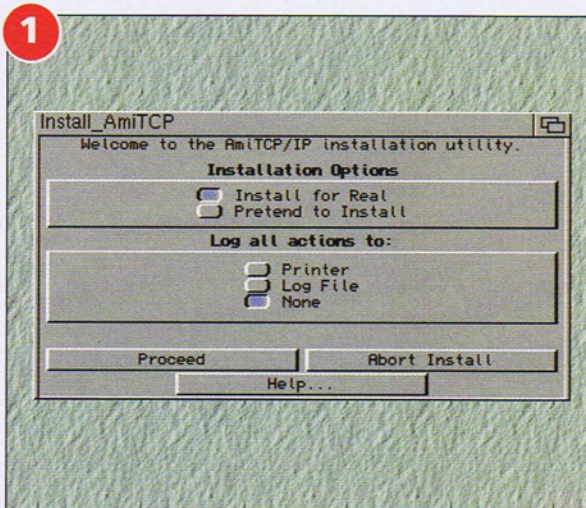 1
Install_AmiTCP
Welcome to the AmiTCP/IP installation utility.
Installation Options
Install for Real
Pretend to Install
Log all actions to:
Printer
Log File
None
Proceed
Abort Install
Help...